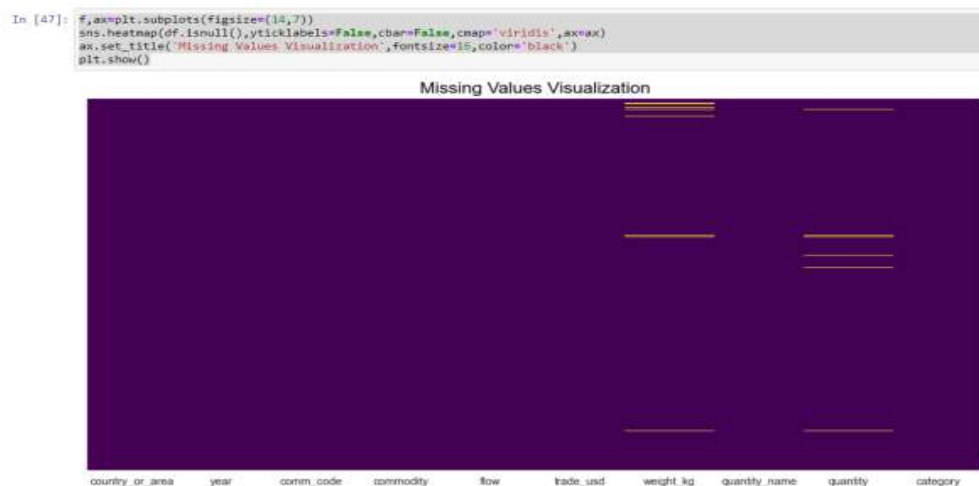 In [47]: f,ax=plt.subplots(figsize=(14,7))
sns.heatmap(df.isnull(),yticklabels=False,cbar=False,cmap='viridis',ax=ax)
ax.set_title('Missing Values Visualization',fontsize=16,color='black')
plt.show()
Missing Values Visualization
country_or_area year comm_code commodity flow trade_usd weight_kg quantity_name quantity category